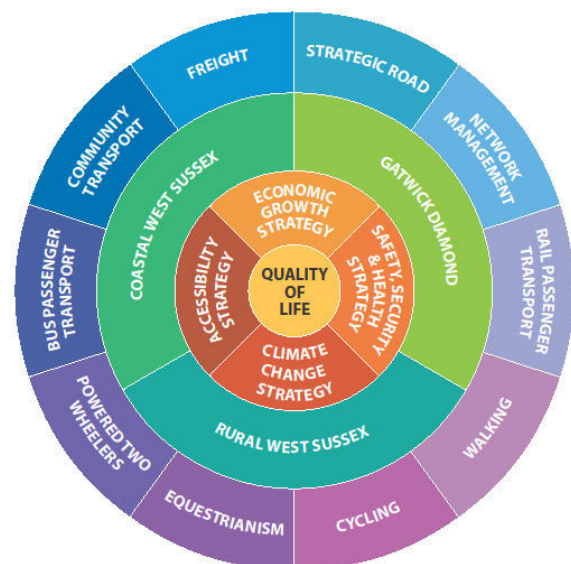 FREIGHT
STRATEGIC ROAD
COMMUNITY
TRANSPORT
NETWORK
MANAGEMENT
COASTAL WEST SUSSEX
GATWICK DIAMOND
ECONOMIC
GROWTH
STRATEGY
ACCESSIBILITY
STRATEGY
SAFETY, SECURITY
& HEALTH
STRATEGY
QUALITY
OF
LIFE
BUS PASSENGER
TRANSPORT
RAIL PASSENGER
TRANSPORT
CLIMATE
CHANGE
STRATEGY
RURAL WEST SUSSEX
POWERED TWO
WHEELERS
WALKING
EQUESTRIANISM
CYCLING